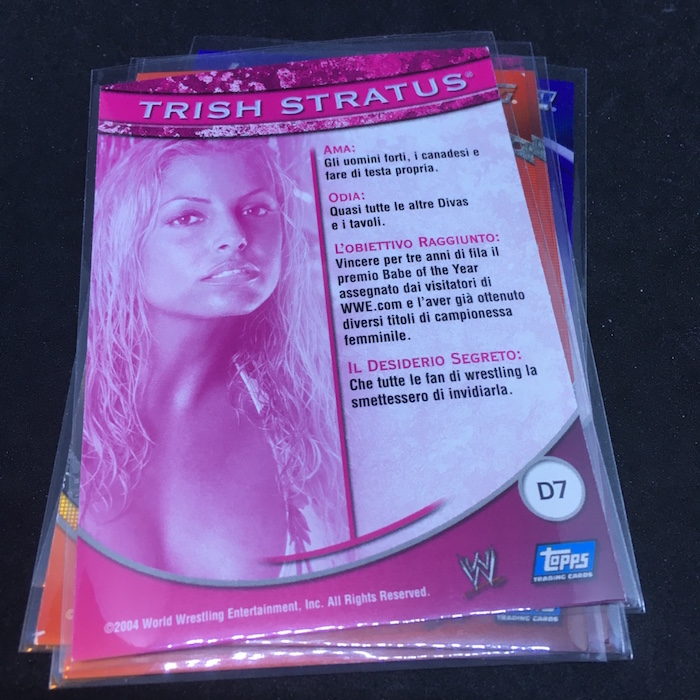 TRISH STRATUS®
AMA:
Gli uomini forti, i canadesi e
fare di testa propria.
ODIA:
Quasi tutte le altre Divas
e i tavoli.
L'OBIETTIVO RAGGIUNTO:
Vincere per tre anni di fila il
premio Babe of the Year
assegnato dai visitatori di
WWE.com e l'aver già ottenuto
diversi titoli di campionessa
femminile.
IL DESIDERIO SEGRETO:
Che tutte le fan di wrestling la
smettessero di invidiarla.
D7
W
topps
TRADING CARDS
©2004 World Wrestling Entertainment, Inc. All Rights Reserved.
TRADING CARDS